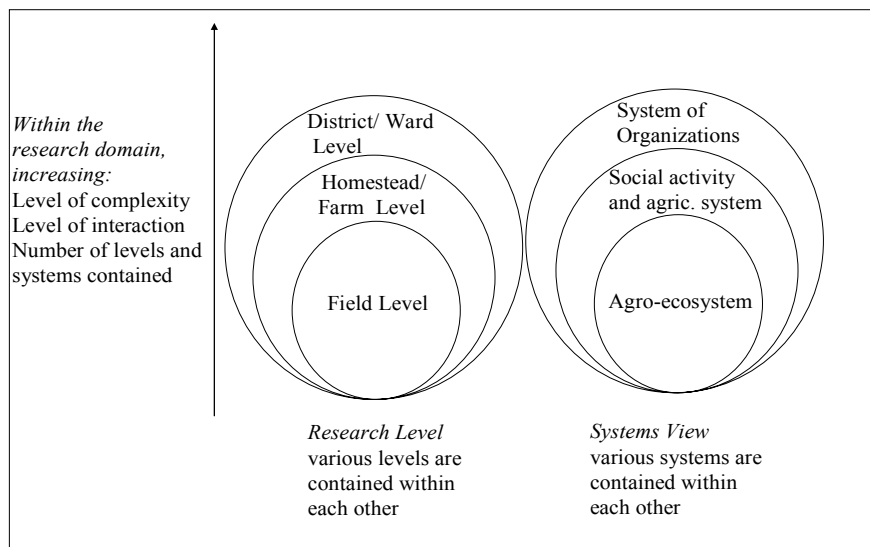 Within the
research domain,
increasing:
Level of complexity
Level of interaction
Number of levels and
systems contained
District/ Ward
Level
Homestead/
Farm Level
Field Level
System of
Organizations
Social activity
and agric. system
Agro-ecosystem
Research Level
various levels are
contained within
each other
Systems View
various systems are
contained within
each other